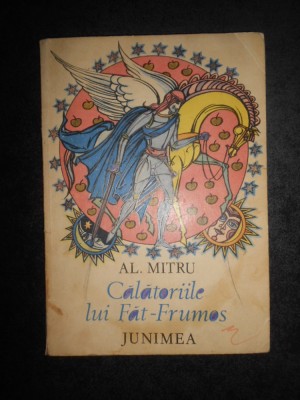 AL. MITRU
Călătoriile
lui Făt-Frumos
JUNIMEA